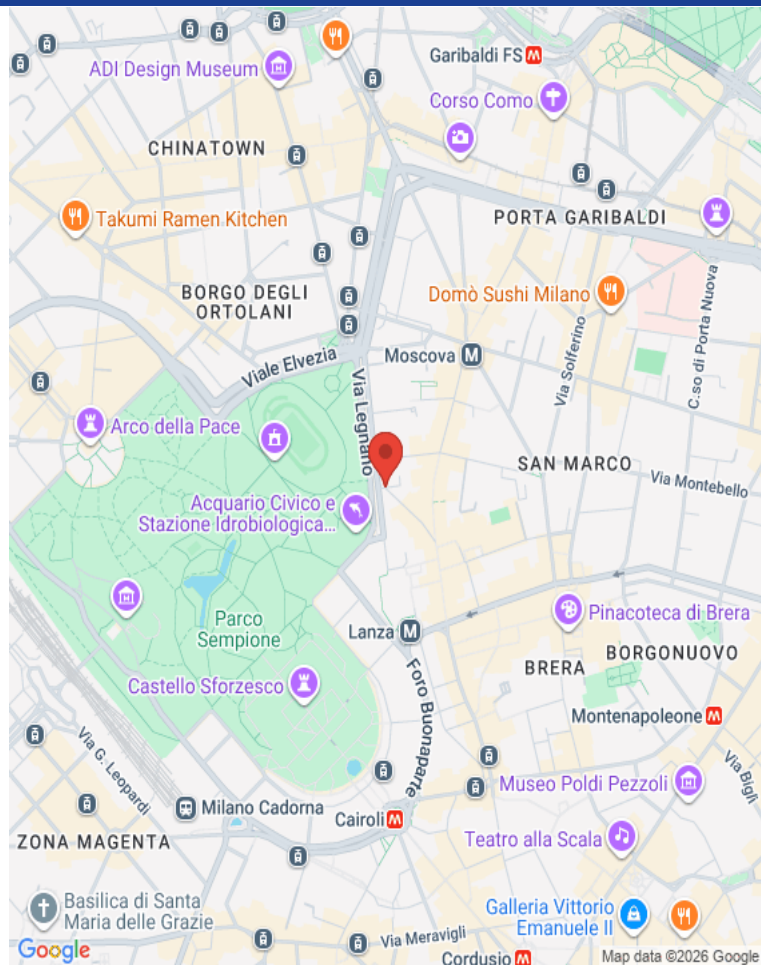 Garibaldi FS M
ADI Design Museum
Corso Como
CHINATOWN
Takumi Ramen Kitchen
PORTA GARIBALDI
C.so di Porta Nuova
BORGO DEGLI
ORTOLANI
Domò Sushi Milano
Via Solferino
Viale Elvezia
Moscova M
Via Legnano
Arco della Pace
SAN MARCO
Via Montebello
Acquario Civico e
Stazione Idrobiologica...
Parco
Sempione
Lanza M
Pinacoteca di Brera
BRERA
BORGONUOVO
Castello Sforzesco
Foro Buonaparte
Montenapoleone M
Via G. Leopardi
Via Bigli
Museo Poldi Pezzoli
Milano Cadorna
Cairoli M
ZONA MAGENTA
Teatro alla Scala
Basilica di Santa
Maria delle Grazie
Galleria Vittorio
Emanuele II
Via Meravigli
Google
Cordusio M
Map data ©2026 Google